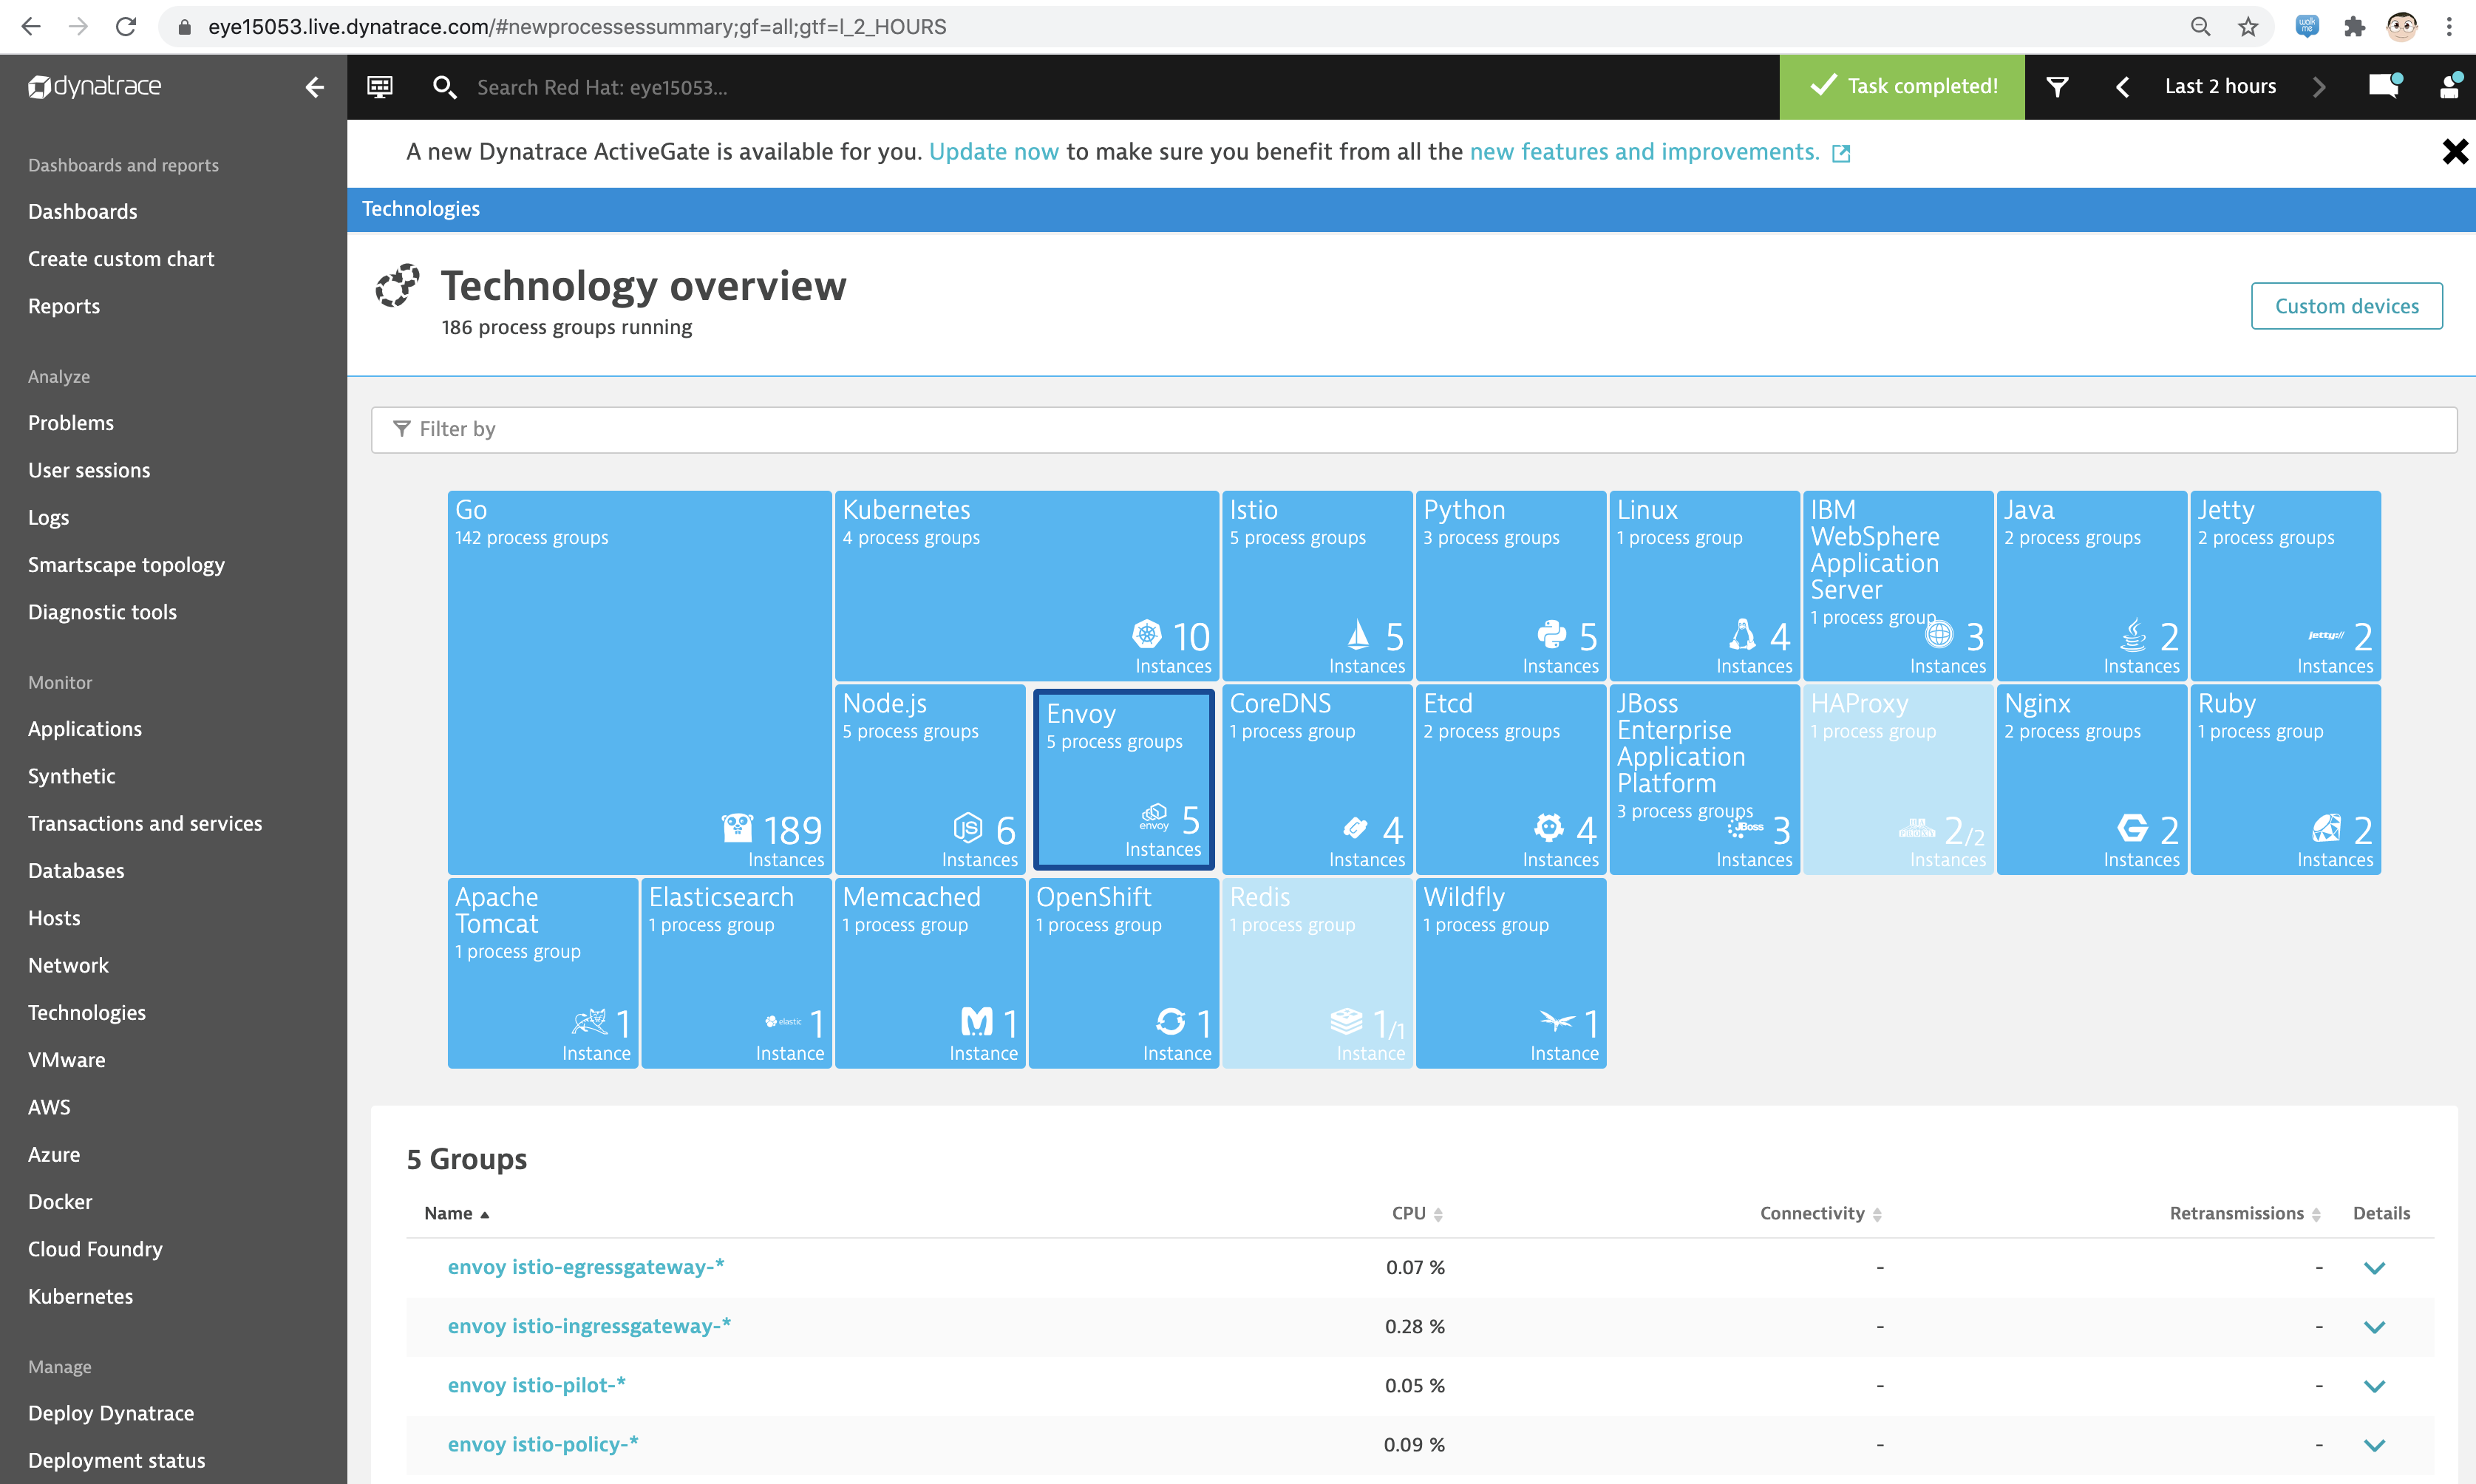 eye15053.live.dynatrace.com/#newprocessessummary;gf=all;gtf=l_2_HOURS
walk me
dynatrace
Search Red Hat: eye15053...
Task completed!
Last 2 hours
Dashboards and reports
Dashboards
Create custom chart
Reports
Analyze
Problems
User sessions
Logs
Smartscape topology
Diagnostic tools
Monitor
Applications
Synthetic
Transactions and services
Databases
Hosts
Network
Technologies
VMware
AWS
Azure
Docker
Cloud Foundry
Kubernetes
Manage
Deploy Dynatrace
Deployment status
A new Dynatrace ActiveGate is available for you. Update now to make sure you benefit from all the new features and improvements.
Technologies
Technology overview
186 process groups running
Custom devices
Filter by
Go
142 process groups
189
Instances
Kubernetes
4 process groups
10
Instances
Istio
5 process groups
5
Instances
Python
3 process groups
5
Instances
Linux
1 process group
4
Instances
IBM
WebSphere
Application
Server
1 process group
3
Instances
Java
2 process groups
2
Instances
Jetty
2 process groups
jetty:// 2
Instances
Node.js
5 process groups
JS 6
Instances
Envoy
5 process groups
envoy 5
Instances
CoreDNS
1 process group
4
Instances
Etcd
2 process groups
4
Instances
JBoss
Enterprise
Application
Platform
3 process groups
JBoss 3
Instances
HAProxy
1 process group
2/2
Instances
Nginx
2 process groups
2
Instances
Ruby
1 process group
2
Instances
Apache
Tomcat
1 process group
1
Instance
Elasticsearch
1 process group
elastic 1
Instance
Memcached
1 process group
1
Instance
OpenShift
1 process group
1
Instance
Redis
1 process group
1/1
Instance
Wildfly
1 process group
1
Instance
5 Groups
Name CPU Connectivity Retransmissions Details
envoy istio-egressgateway-* 0.07 % - -
envoy istio-ingressgateway-* 0.28 % - -
envoy istio-pilot-* 0.05 % - -
envoy istio-policy-* 0.09 % - -